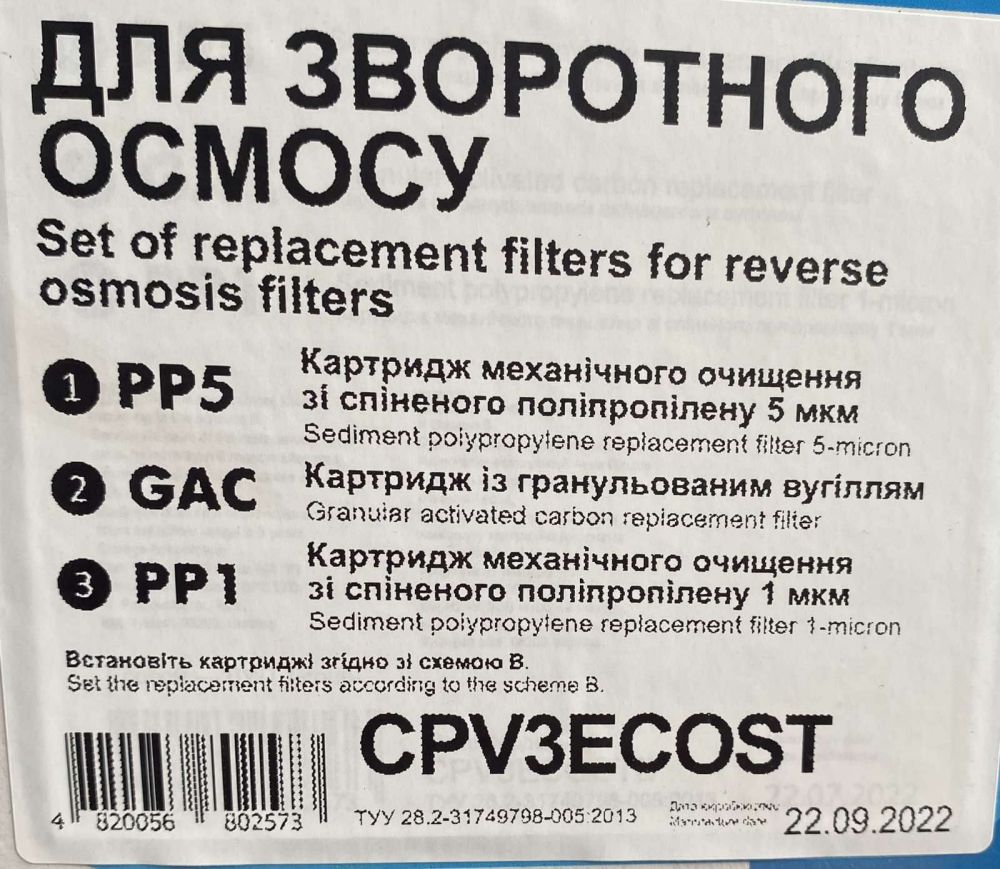 ДЛЯ ЗВОРОТНОГО
ОСМОСУ
Set of replacement filters for reverse
osmosis filters
1 PP5
Картридж механічного очищення
зі спіненого поліпропілену 5 мкм
Sediment polypropylene replacement filter 5-micron
2 GAC
Картридж із гранульованим вугіллям
Granular activated carbon replacement filter
3 PP1
Картридж механічного очищення
зі спіненого поліпропілену 1 мкм
Sediment polypropylene replacement filter 1-micron
Встановіть картриджі згідно зі схемою В.
Set the replacement filters according to the scheme B.
CPV3ECOST
4 820056 802573
ТУУ 28.2-31749798-005:2013
Дата виробництва
Manufacture date
22.09.2022